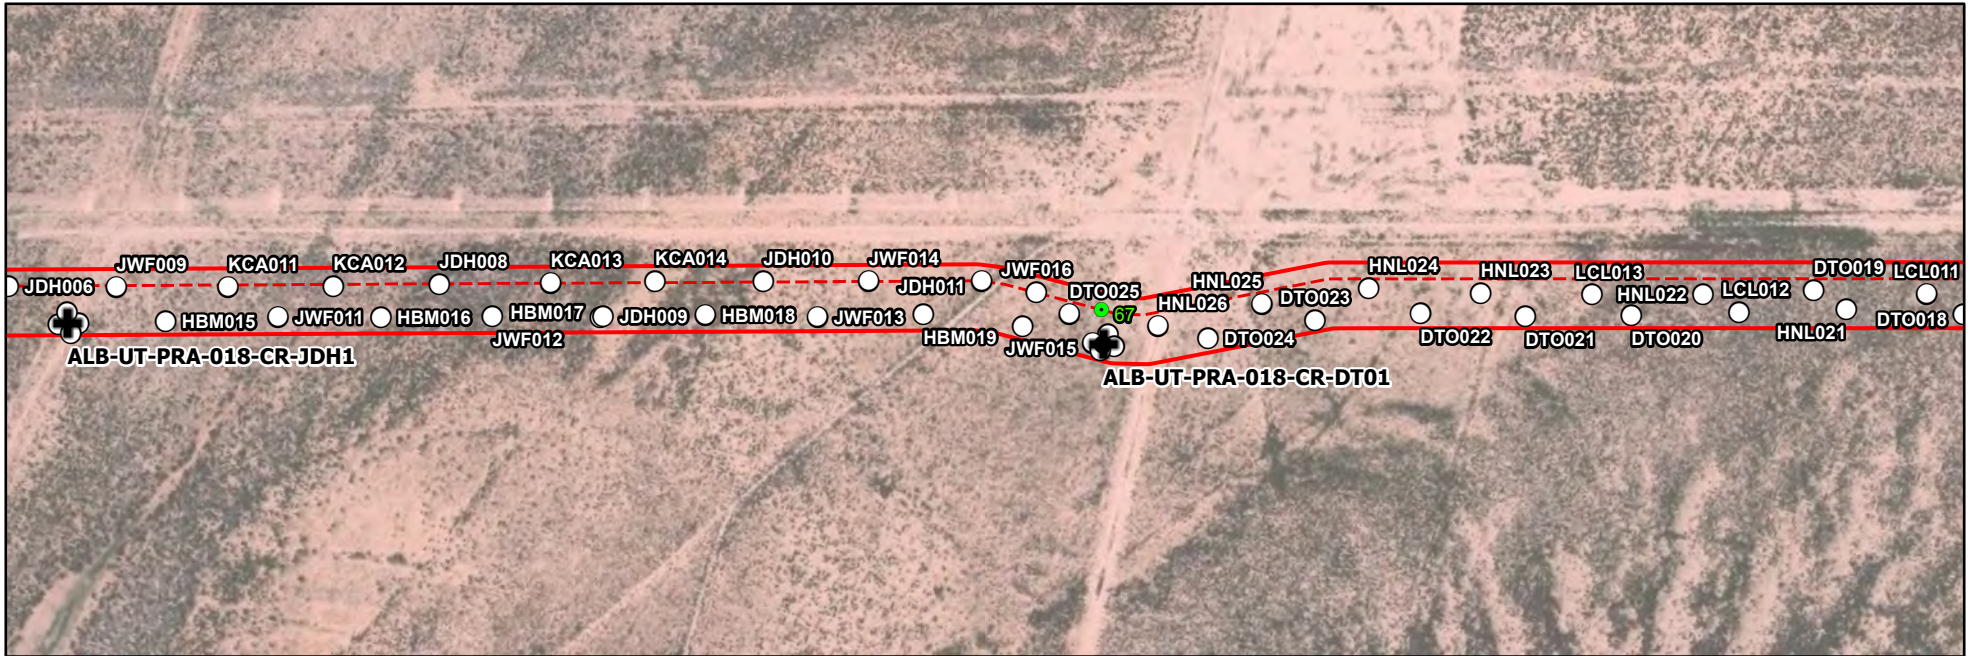 JDH006
JWF009
KCA011
KCA012
JDH008
KCA013
KCA014
JDH010
JWF014
JDH011
JWF016
DTO025
HNL025
HNL024
HNL023
LCL013
DTO019
LCL011
67
HNL026
DTO023
HNL022
LCL012
HBM015
JWF011
HBM016
HBM017
JDH009
HBM018
JWF013
HBM019
JWF012
JWF015
DTO024
DTO022
DTO021
DTO020
HNL021
DTO018
ALB-UT-PRA-018-CR-JDH1
ALB-UT-PRA-018-CR-DT01